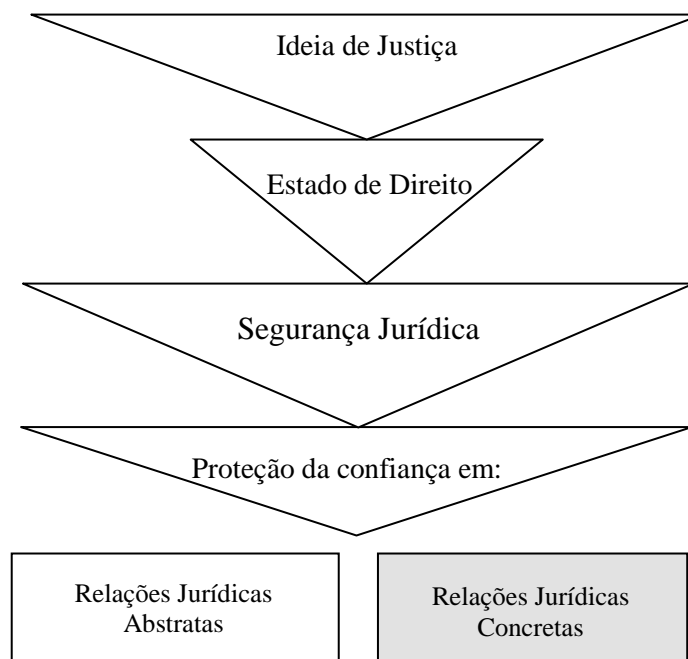 Ideia de Justiça
Estado de Direito
Segurança Jurídica
Proteção da confiança em:
Relações Jurídicas
Abstratas
Relações Jurídicas
Concretas